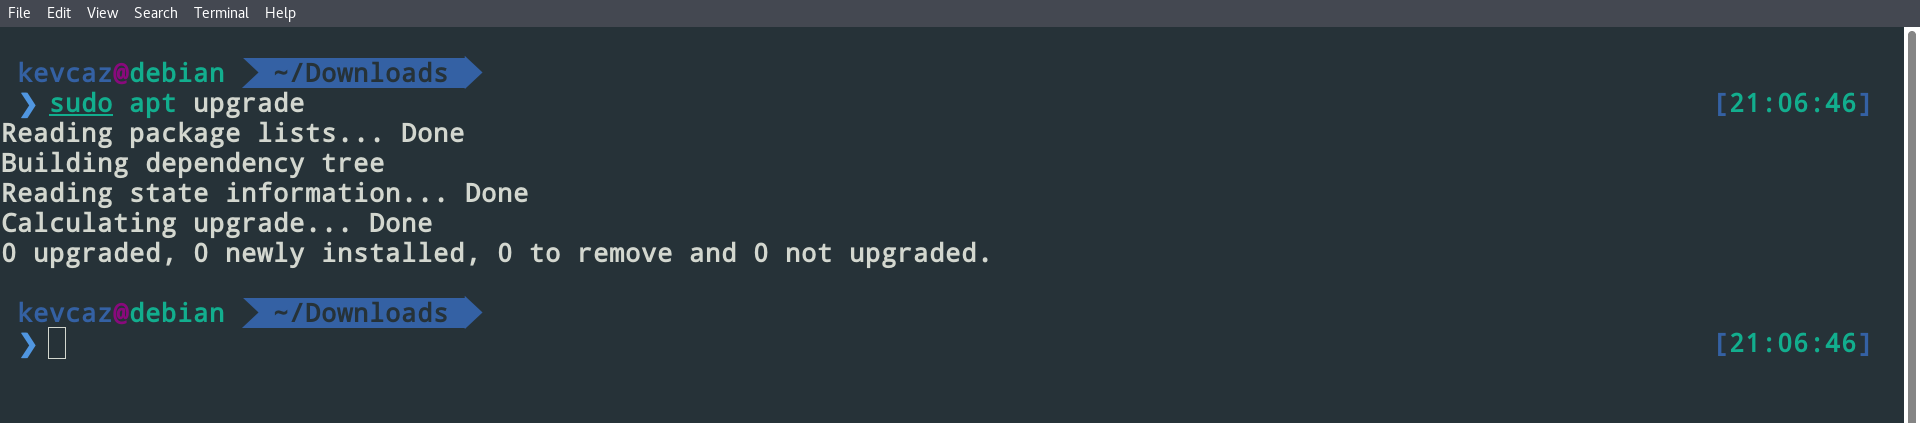 File Edit View Search Terminal Help
kevcaz@debian ~/Downloads
❯ sudo apt upgrade [21:06:46]
Reading package lists... Done
Building dependency tree
Reading state information... Done
Calculating upgrade... Done
0 upgraded, 0 newly installed, 0 to remove and 0 not upgraded.
kevcaz@debian ~/Downloads
❯ [21:06:46]